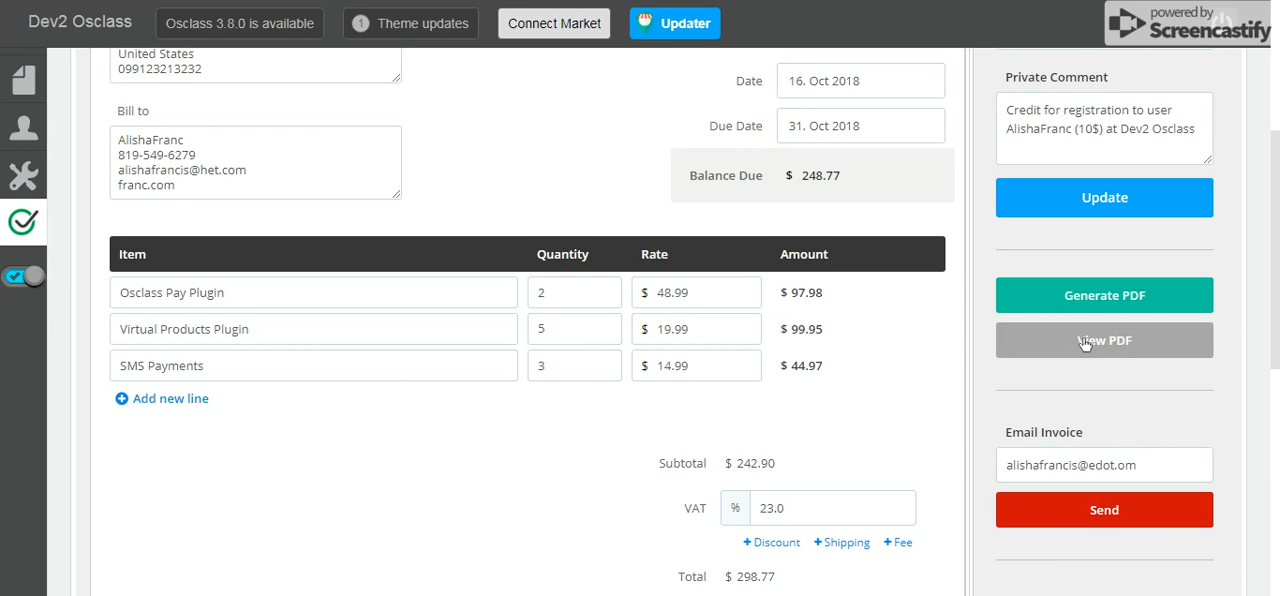 Dev2 Osclass
Osclass 3.8.0 is available
1 Theme updates
Connect Market
Updater
powered by
Screencastify
United States
099123213232
Bill to
AlishaFranc
819-549-6279
alishafrancis@het.com
franc.com
Date 16. Oct 2018
Due Date 31. Oct 2018
Balance Due $ 248.77
Item Quantity Rate Amount
Osclass Pay Plugin 2 $ 48.99 $ 97.98
Virtual Products Plugin 5 $ 19.99 $ 99.95
SMS Payments 3 $ 14.99 $ 44.97
Add new line
Subtotal $ 242.90
VAT % 23.0
+ Discount + Shipping + Fee
Total $ 298.77
Private Comment
Credit for registration to user
AlishaFranc (10$) at Dev2 Osclass
Update
Generate PDF
View PDF
Email Invoice
alishafrancis@edot.om
Send